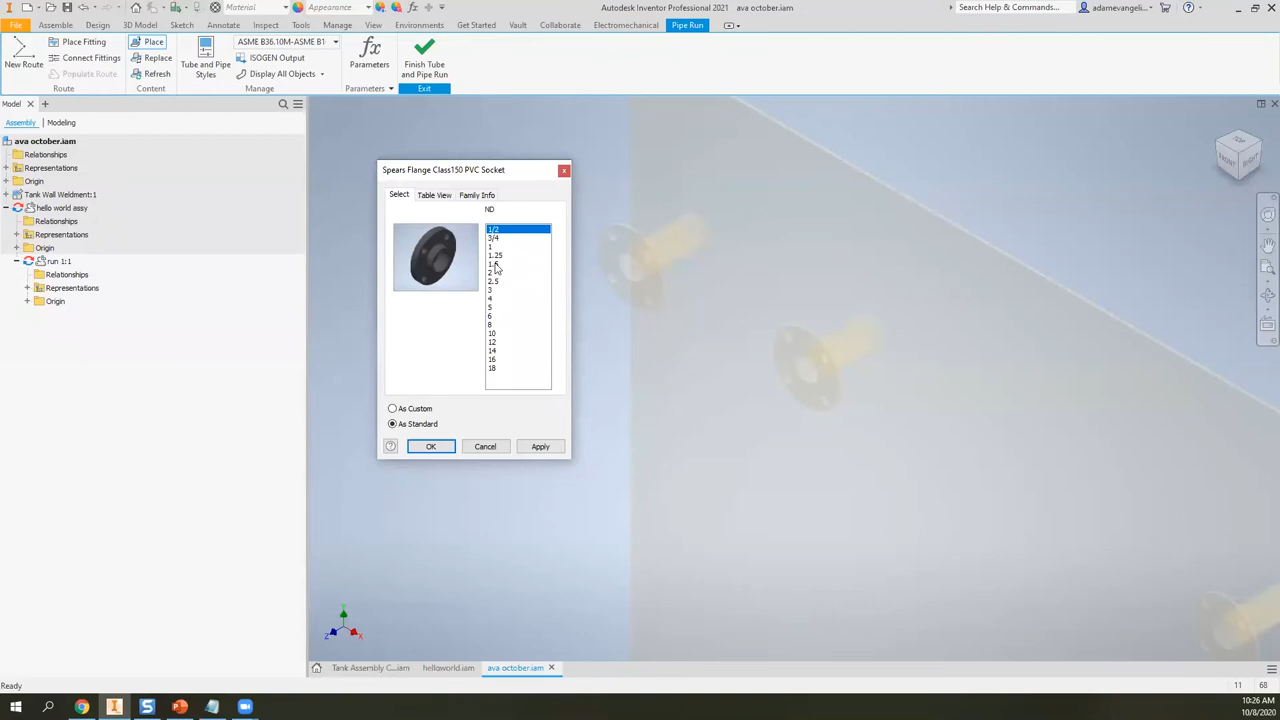 Material
Appearance
Autodesk Inventor Professional 2021 ava october.iam
Search Help & Commands...
adamevangeli...
File Assembly Design 3D Model Sketch Annotate Inspect Tools Manage View Environments Get Started Vault Collaborate Electromechanical Pipe Run
New Route
Place Fitting
Connect Fittings
Populate Route
Route
Place
Replace
Refresh
Content
Tube and Pipe
Styles
ASME B36.10M-ASME B1
ISOGEN Output
Display All Objects
Manage
fx
Parameters
Parameters
Finish Tube
and Pipe Run
Exit
Model
Assembly Modeling
ava october.iam
Relationships
Representations
Origin
Tank Wall Weldment:1
hello world assy
Relationships
Representations
Origin
run 1:1
Relationships
Representations
Origin
Spears Flange Class150 PVC Socket
Select Table View Family Info
ND
1/2
3/4
1
1.25
2
2.5
3
4
5
6
8
10
12
14
16
18
As Custom
As Standard
OK Cancel Apply
TOP
FRONT
RIGHT
Y
Z
X
Tank Assembly C...iam helloworld.iam ava october.iam
Ready
11 68
10:26 AM
10/8/2020